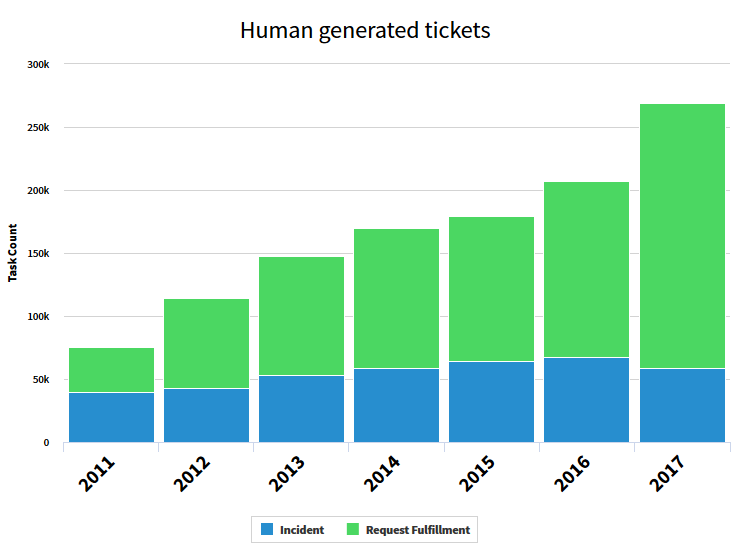 Human generated tickets
300k
250k
200k
150k
100k
50k
0
Task Count
2011 2012 2013 2014 2015 2016 2017
Incident Request Fulfillment